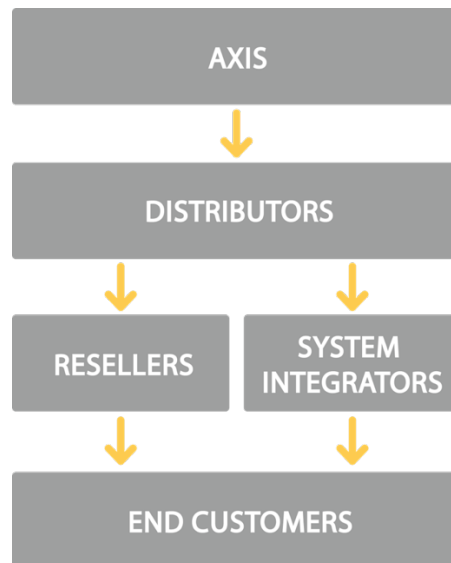 AXIS
DISTRIBUTORS
RESELLERS
SYSTEM
INTEGRATORS
END CUSTOMERS